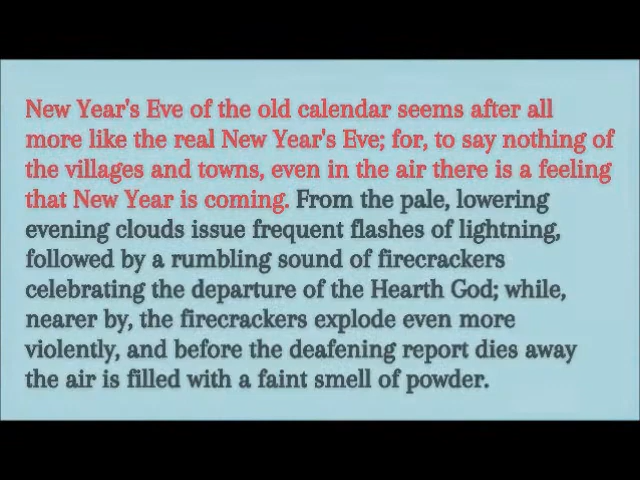 New Year's Eve of the old calendar seems after all
more like the real New Year's Eve; for, to say nothing of
the villages and towns, even in the air there is a feeling
that New Year is coming. From the pale, lowering
evening clouds issue frequent flashes of lightning,
followed by a rumbling sound of firecrackers
celebrating the departure of the Hearth God; while,
nearer by, the firecrackers explode even more
violently, and before the deafening report dies away
the air is filled with a faint smell of powder.